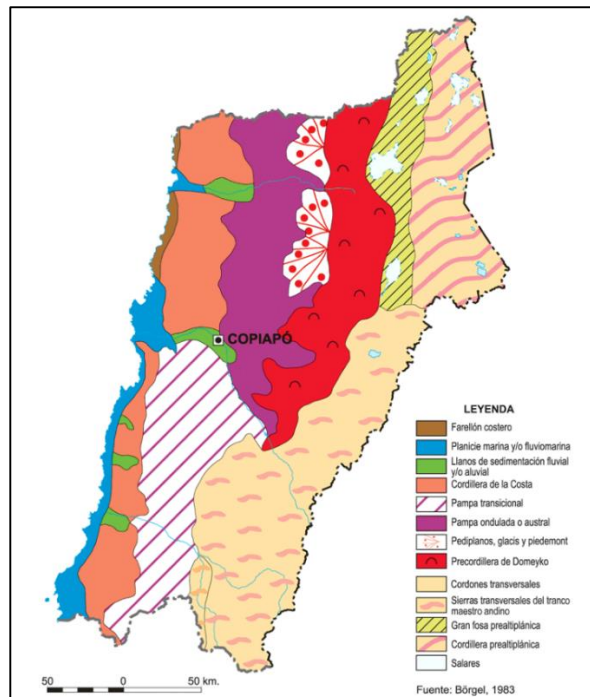 COPIAPÓ
LEYENDA
Farellón costero
Planicie marina y/o fluviomarina
Llanos de sedimentación fluvial
y/o aluvial
Cordillera de la Costa
Pampa transicional
Pampa ondulada o austral
Pediplanos, glacis y piedemont
Precordillera de Domeyko
Cordones transversales
Sierras transversales del tranco
maestro andino
Gran fosa prealtiplánica
Cordillera prealtiplánica
Salares
50 0 50 km.
Fuente: Börgel, 1983